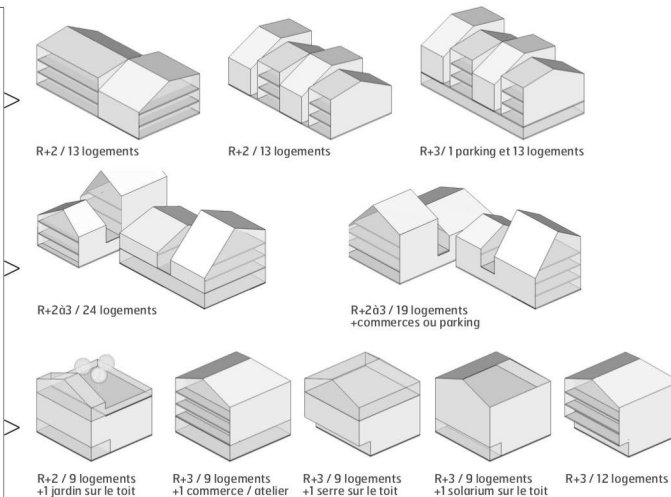 R+2 / 13 logements
R+2 / 13 logements
R+3/ 1 parking et 13 logements
R+2à3 / 24 logements
R+2à3 / 19 logements
+commerces ou parking
R+2 / 9 logements
+1 jardin sur le toit
R+3 / 9 logements
+1 commerce / atelier
R+3 / 9 logements
+1 serre sur le toit
R+3 / 9 logements
+1 solarium sur le toit
R+3 / 12 logements